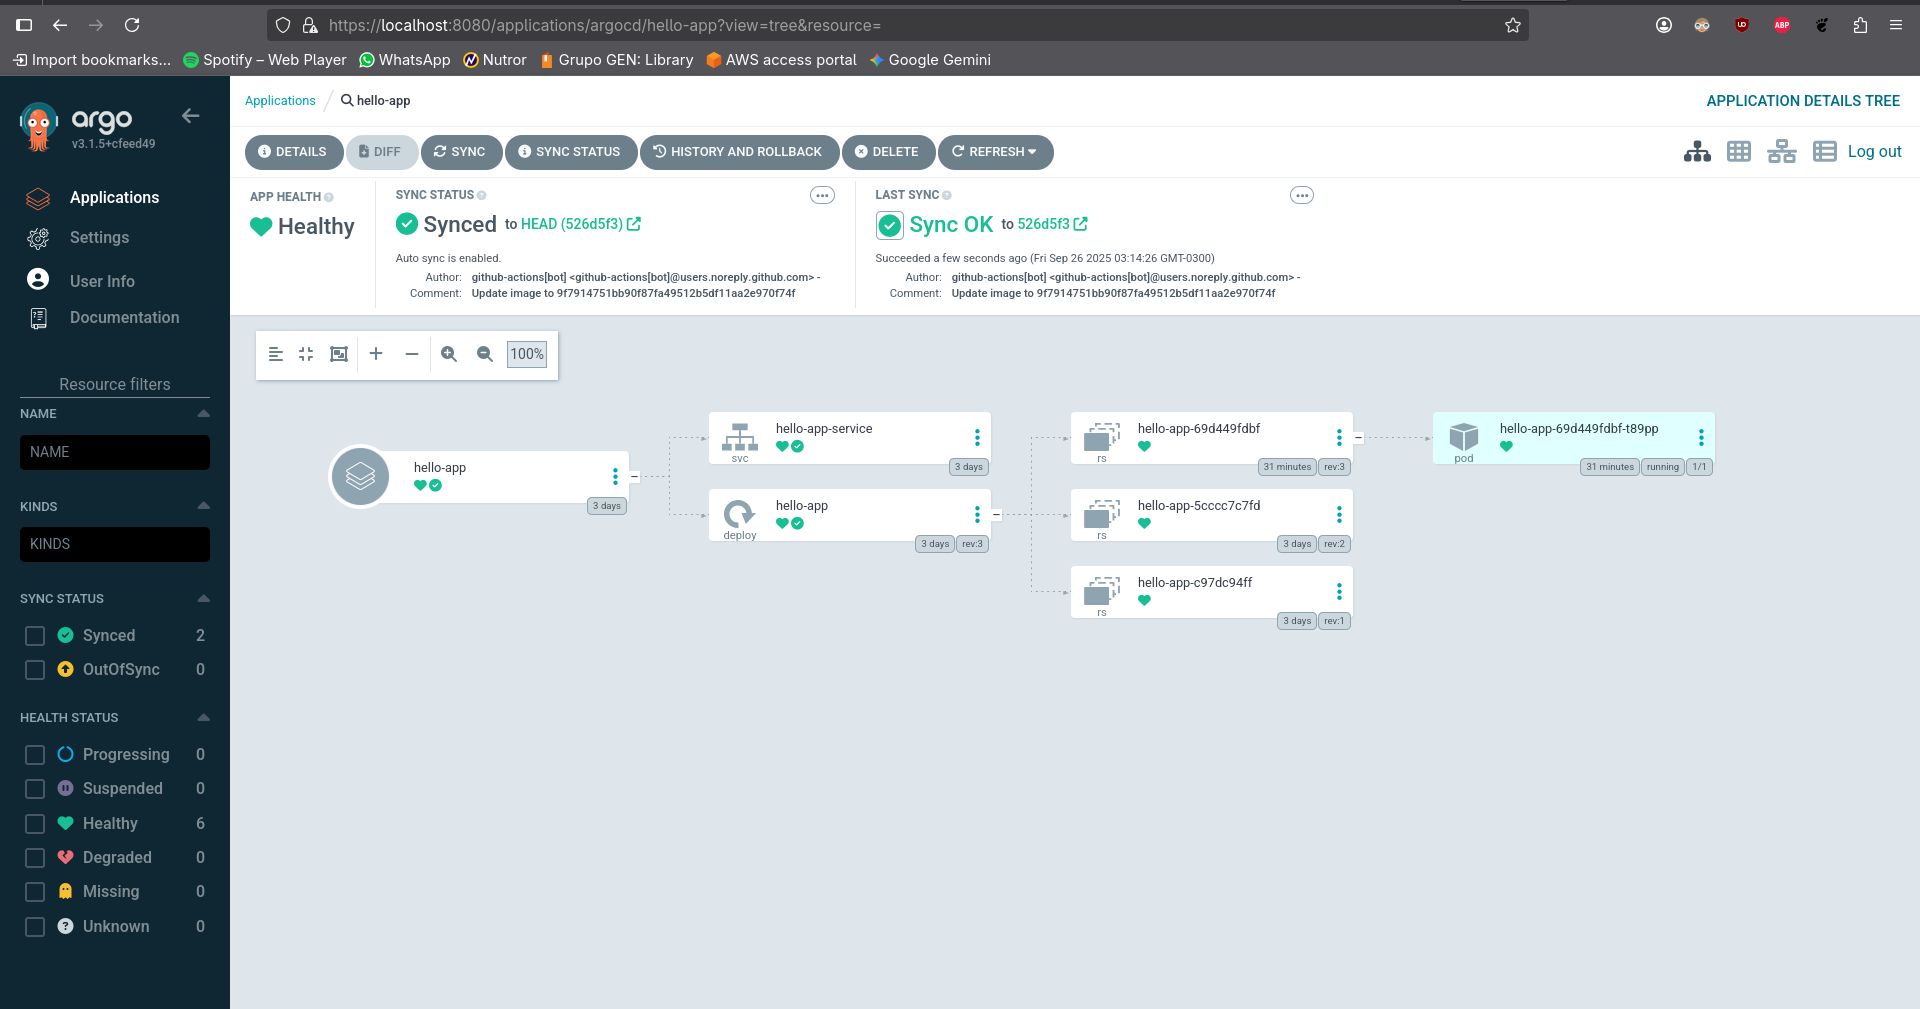 https://localhost:8080/applications/argocd/hello-app?view=tree&resource=
Import bookmarks... Spotify – Web Player WhatsApp Nutror Grupo GEN: Library AWS access portal Google Gemini
argo
v3.1.5+cfeed49
Applications
Settings
User Info
Documentation
Resource filters
NAME
NAME
KINDS
KINDS
SYNC STATUS
Synced 2
OutOfSync 0
HEALTH STATUS
Progressing 0
Suspended 0
Healthy 6
Degraded 0
Missing 0
Unknown 0
Applications / hello-app
APPLICATION DETAILS TREE
DETAILS DIFF SYNC SYNC STATUS HISTORY AND ROLLBACK DELETE REFRESH
Log out
APP HEALTH
Healthy
SYNC STATUS
Synced to HEAD (526d5f3)
Auto sync is enabled.
Author: github-actions[bot] <github-actions[bot]@users.noreply.github.com> -
Comment: Update image to 9f7914751bb90f87fa49512b5df11aa2e970f74f
LAST SYNC
Sync OK to 526d5f3
Succeeded a few seconds ago (Fri Sep 26 2025 03:14:26 GMT-0300)
Author: github-actions[bot] <github-actions[bot]@users.noreply.github.com> -
Comment: Update image to 9f7914751bb90f87fa49512b5df11aa2e970f74f
100%
hello-app
3 days
hello-app-service
svc
3 days
hello-app
deploy
3 days rev:3
hello-app-69d449fdbf
rs
31 minutes rev:3
hello-app-5cccc7c7fd
rs
3 days rev:2
hello-app-c97dc94ff
rs
3 days rev:1
hello-app-69d449fdbf-t89pp
pod
31 minutes running 1/1
UD
ABP